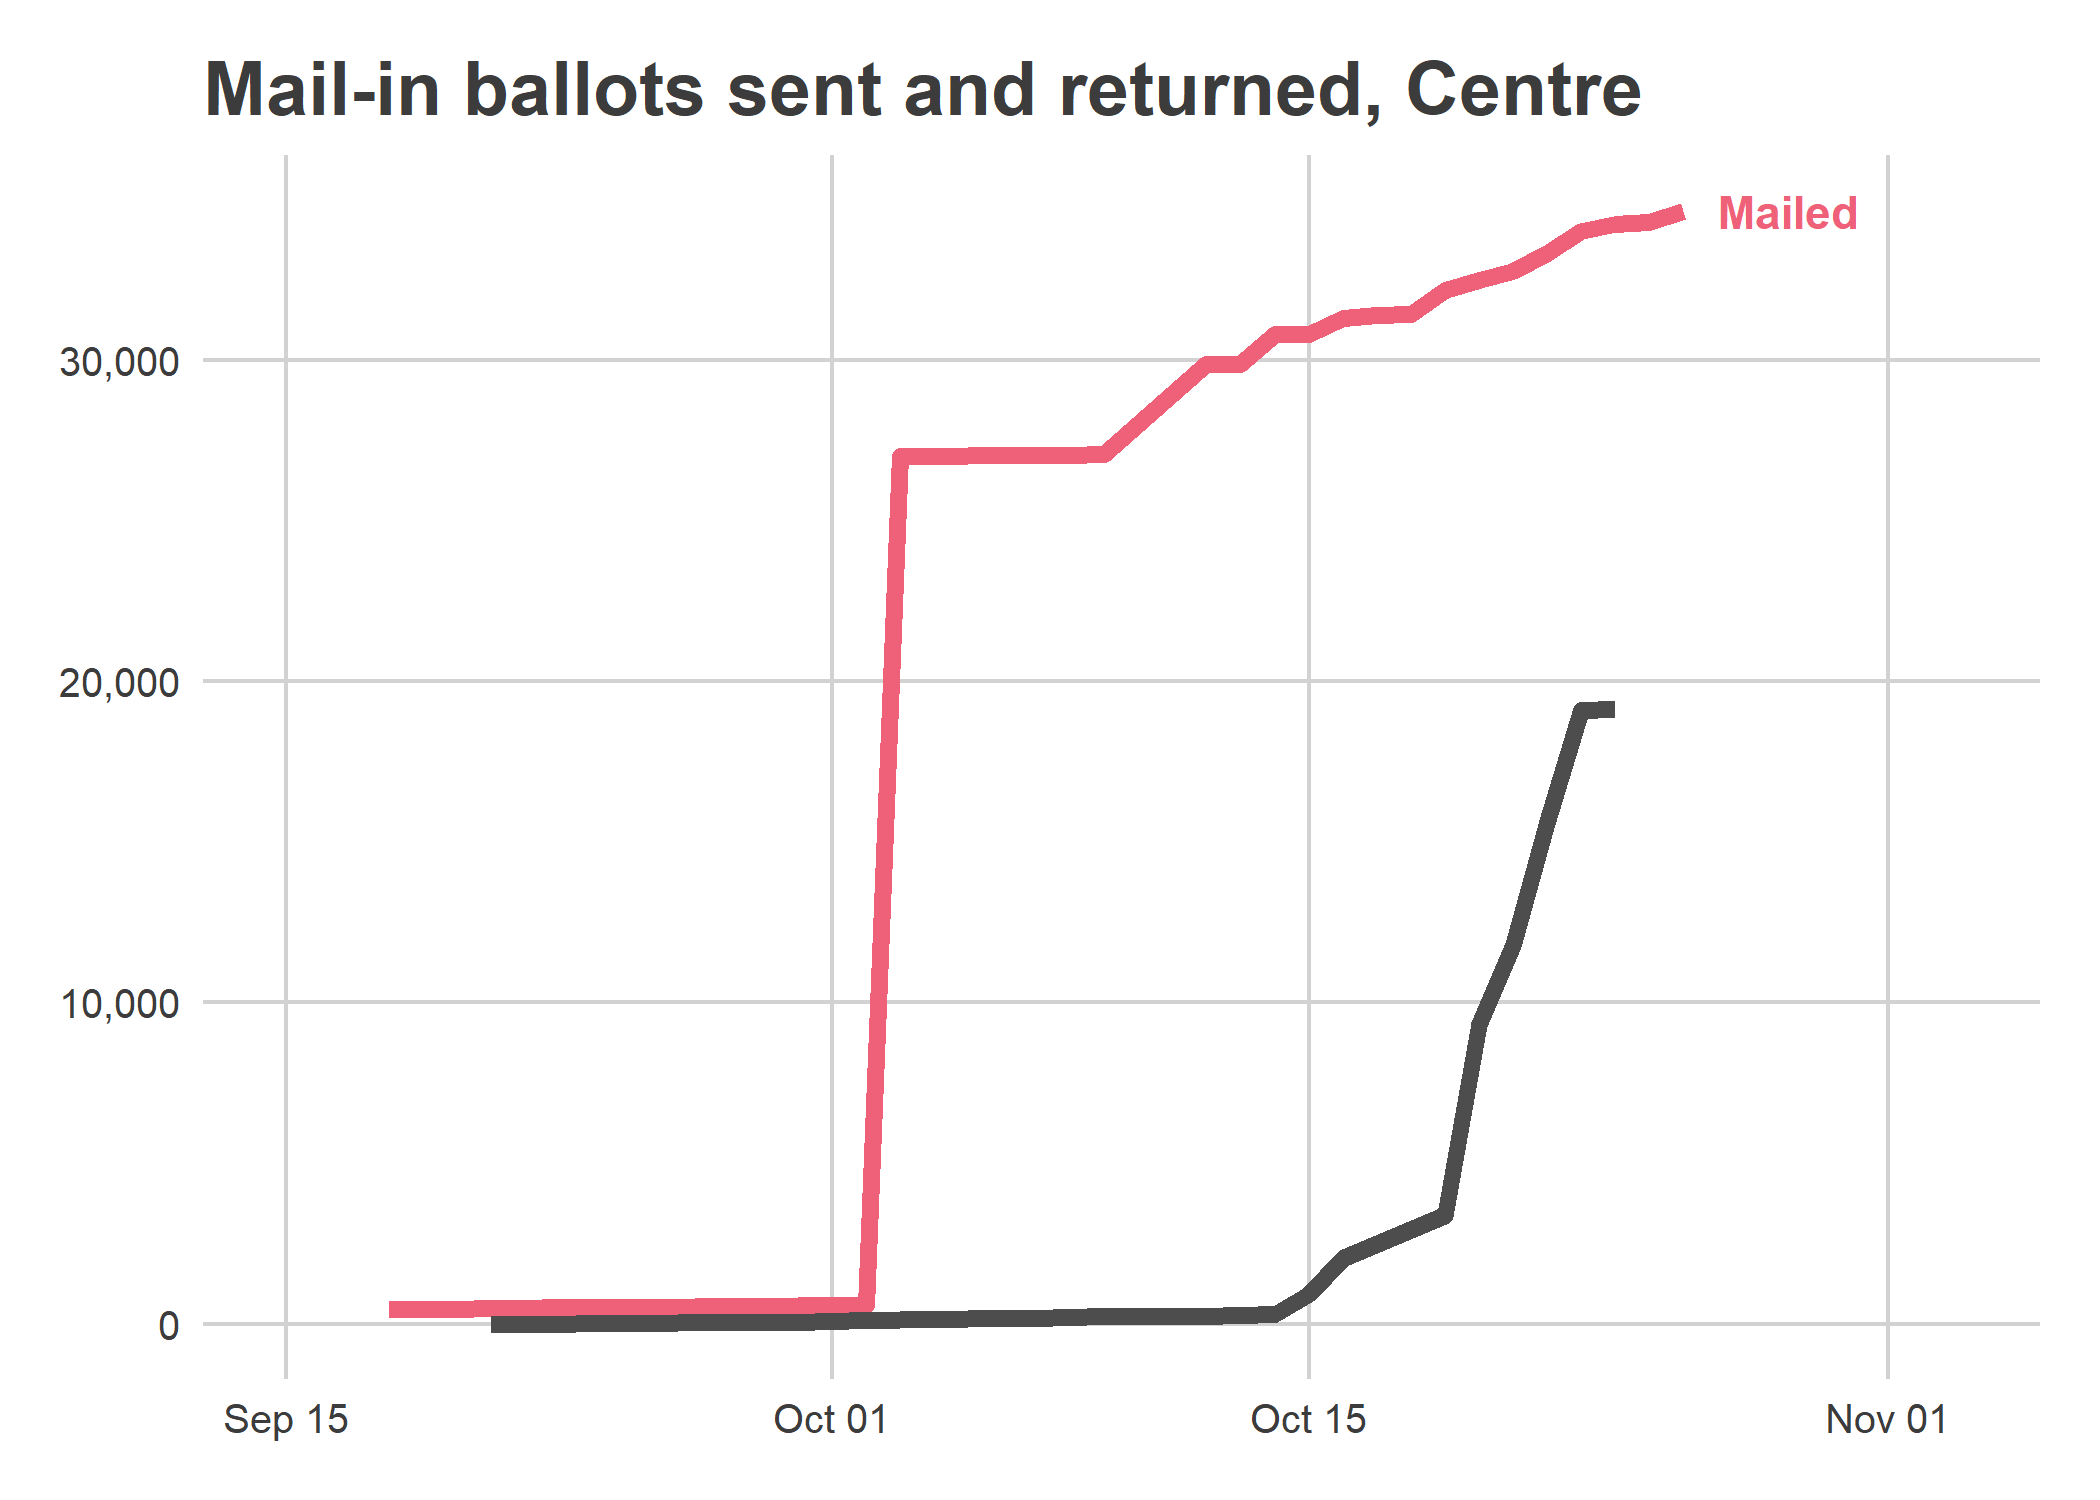 Mail-in ballots sent and returned, Centre
Mailed
30,000
20,000
10,000
0
Sep 15
Oct 01
Oct 15
Nov 01